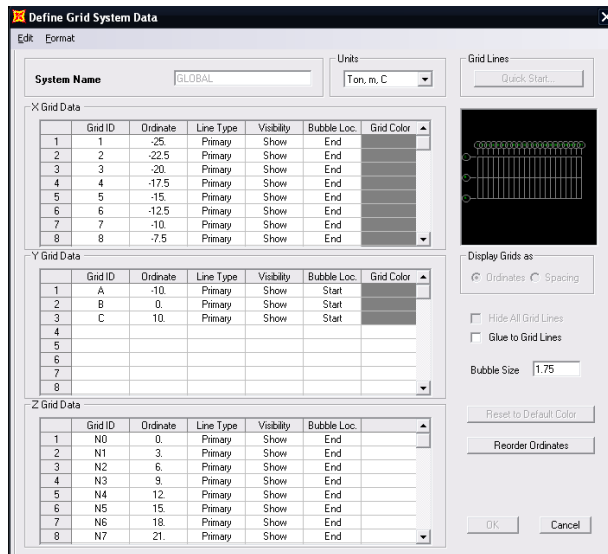 Define Grid System Data
Edit Format
System Name GLOBAL
Units
Ton, m, C
Grid Lines
Quick Start...
X Grid Data
Grid ID Ordinate Line Type Visibility Bubble Loc. Grid Color
1 1 -25. Primary Show End
2 2 -22.5 Primary Show End
3 3 -20. Primary Show End
4 4 -17.5 Primary Show End
5 5 -15. Primary Show End
6 6 -12.5 Primary Show End
7 7 -10. Primary Show End
8 8 -7.5 Primary Show End
Y Grid Data
Grid ID Ordinate Line Type Visibility Bubble Loc. Grid Color
1 A -10. Primary Show Start
2 B 0. Primary Show Start
3 C 10. Primary Show Start
4
5
6
7
8
Display Grids as
Ordinates Spacing
Hide All Grid Lines
Glue to Grid Lines
Bubble Size 1.75
Z Grid Data
Grid ID Ordinate Line Type Visibility Bubble Loc.
1 N0 0. Primary Show End
2 N1 3. Primary Show End
3 N2 6. Primary Show End
4 N3 9. Primary Show End
5 N4 12. Primary Show End
6 N5 15. Primary Show End
7 N6 18. Primary Show End
8 N7 21. Primary Show End
Reset to Default Color
Reorder Ordinates
OK Cancel